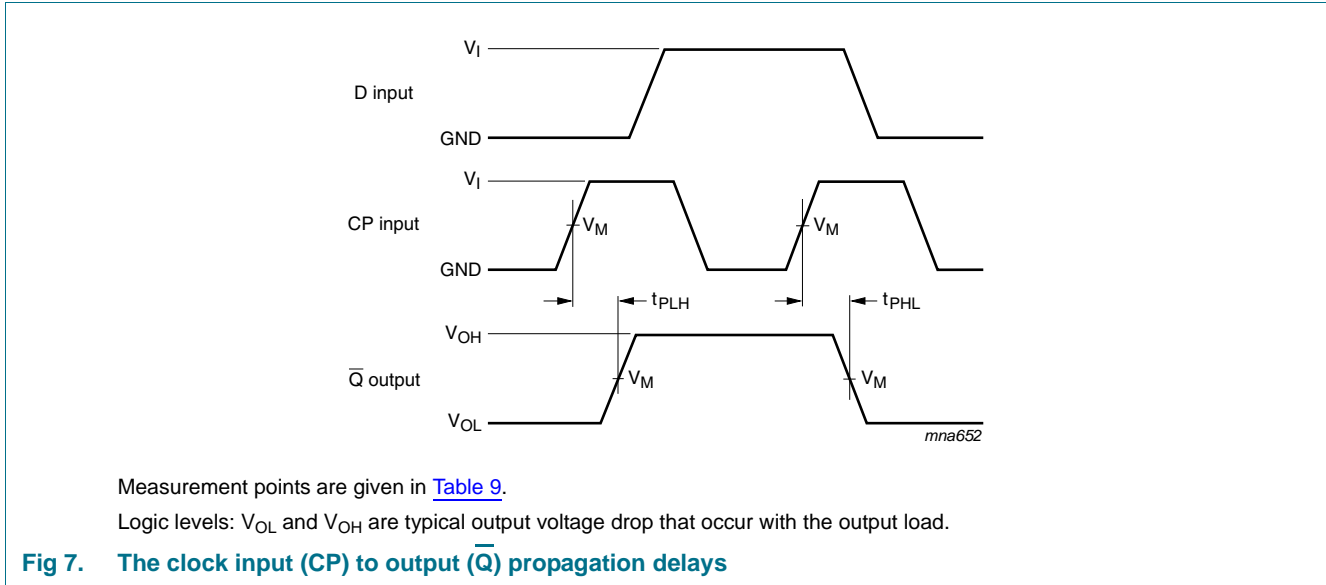 V_I
D input
GND
V_I
CP input
V_M
V_M
GND
t_PLH
t_PHL
V_OH
Q̅ output
V_M
V_M
V_OL
mna652
Measurement points are given in Table 9.
Logic levels: V_OL and V_OH are typical output voltage drop that occur with the output load.
Fig 7. The clock input (CP) to output (Q̅) propagation delays